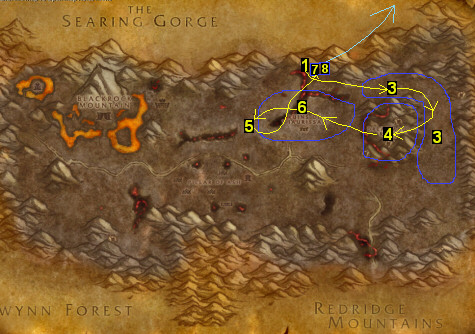 THE
SEARING GORGE
1
7 8
3
BLACKROCK
MOUNTAIN
6
5
4
3
WYNN FOREST
REDRIDGE
MOUNTAINS